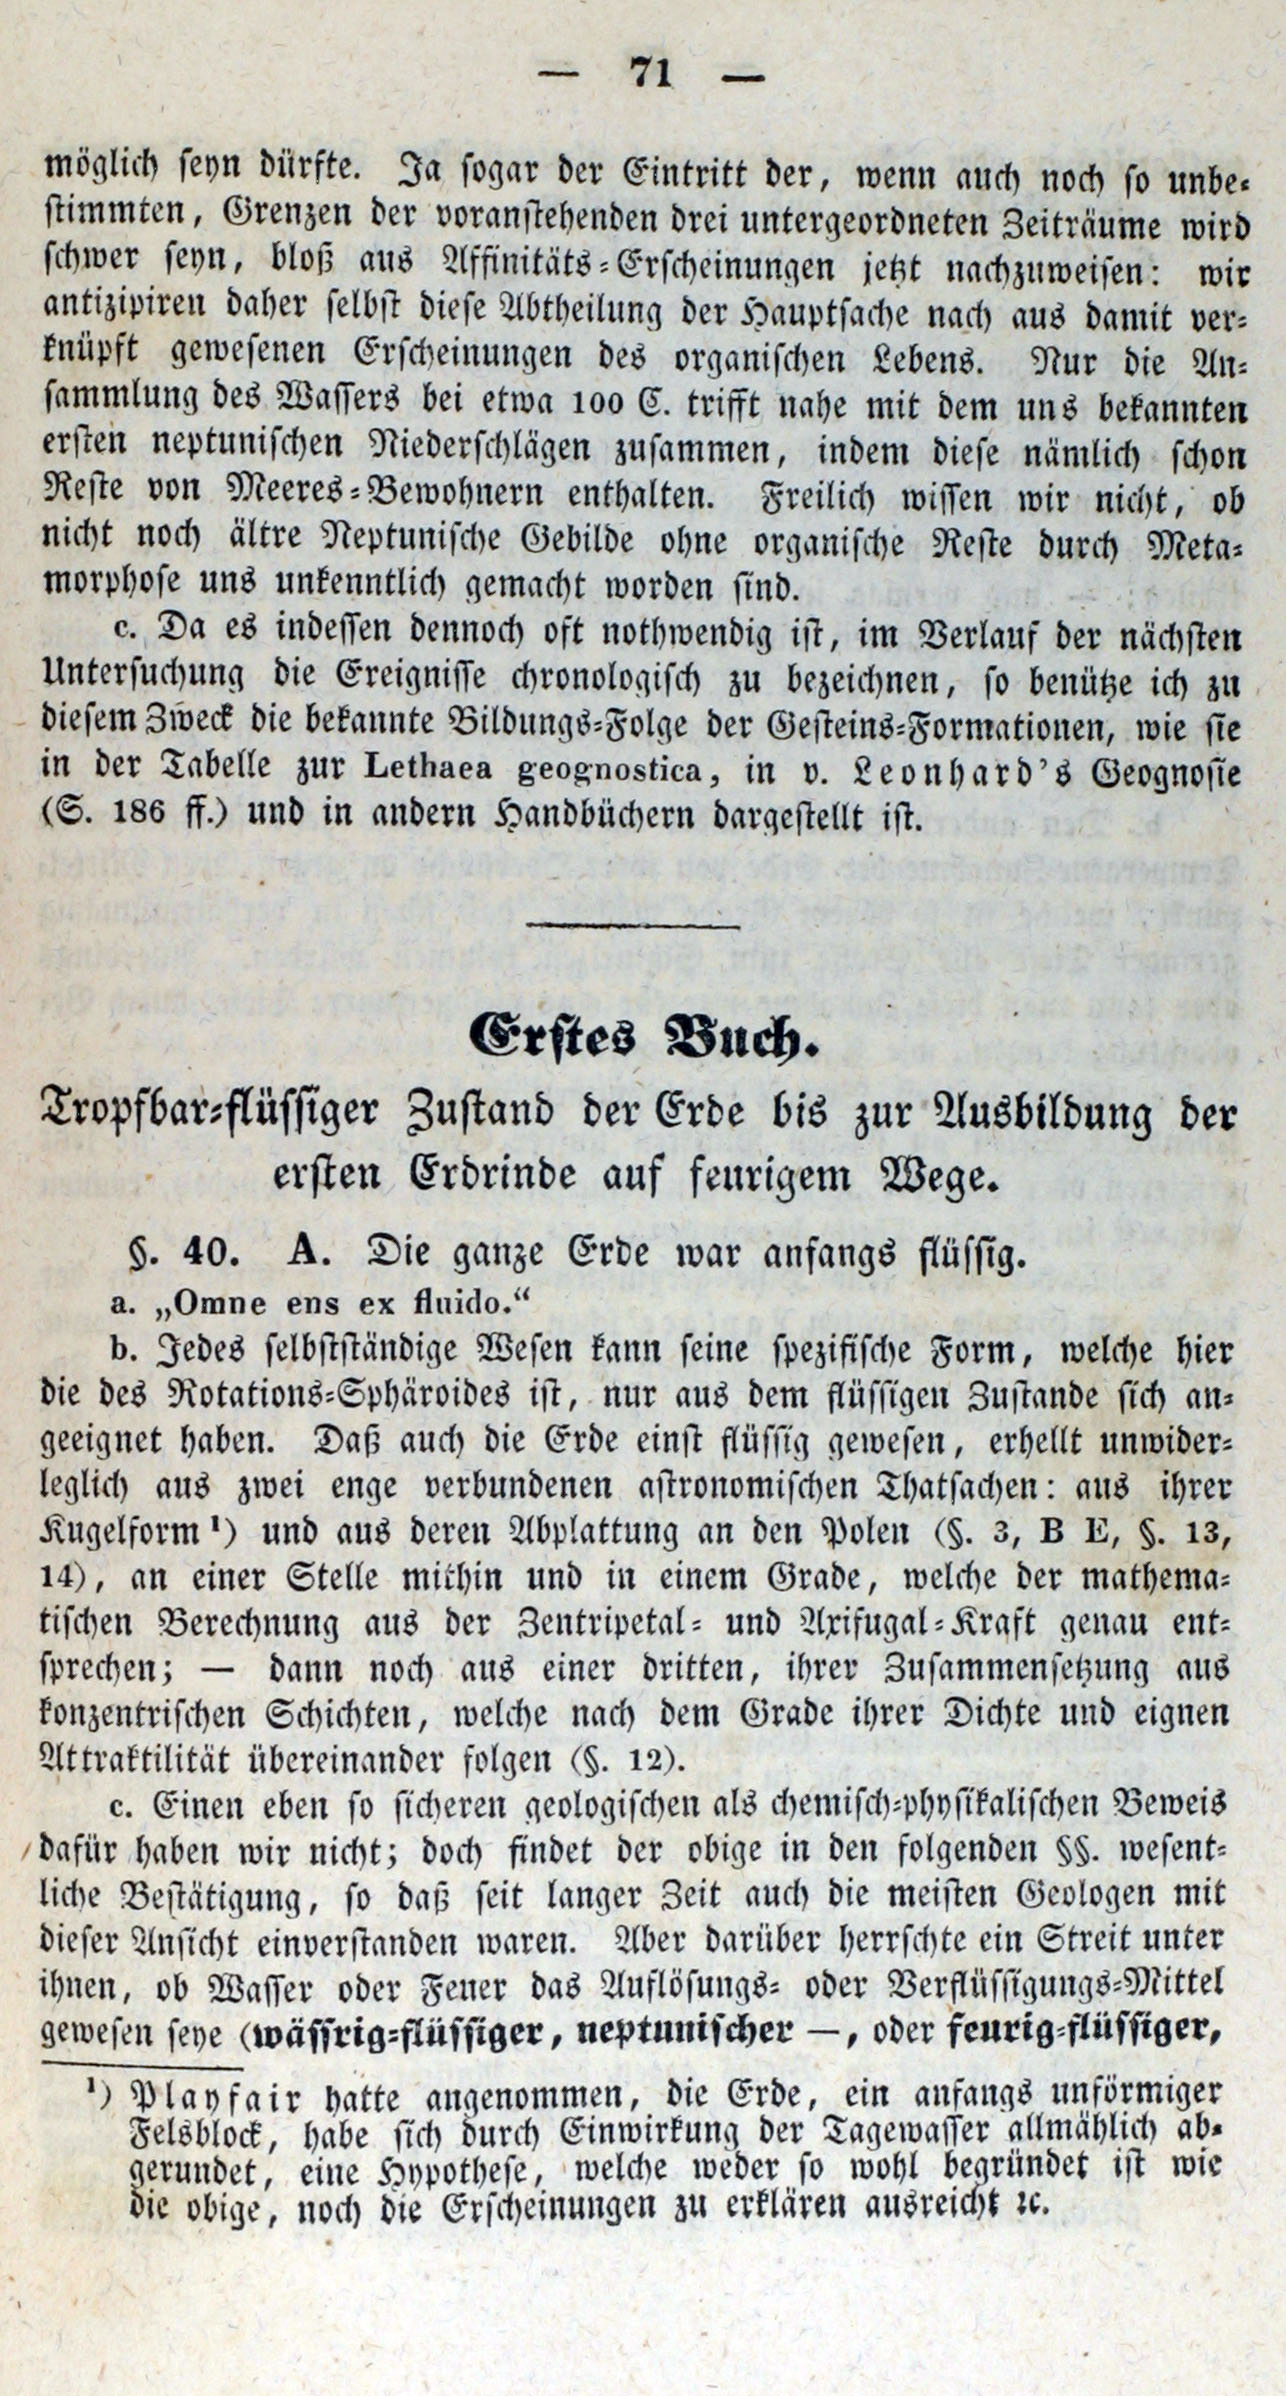 — 71 —
möglich seyn dürfte. Ja sogar der Eintritt der, wenn auch noch so unbe-
stimmten, Grenzen der voranstehenden drei untergeordneten Zeiträume wird
schwer seyn, bloß aus Affinitäts-Erscheinungen jetzt nachzuweisen: wir
antizipiren daher selbst diese Abtheilung der Hauptsache nach aus damit ver-
knüpft gewesenen Erscheinungen des organischen Lebens. Nur die An-
sammlung des Wassers bei etwa 100 C. trifft nahe mit dem uns bekannten
ersten neptunischen Niederschlägen zusammen, indem diese nämlich schon
Reste von Meeres-Bewohnern enthalten. Freilich wissen wir nicht, ob
nicht noch ältre Neptunische Gebilde ohne organische Reste durch Meta-
morphose uns unkenntlich gemacht worden sind.
c. Da es indessen dennoch oft nothwendig ist, im Verlauf der nächsten
Untersuchung die Ereignisse chronologisch zu bezeichnen, so benütze ich zu
diesem Zweck die bekannte Bildungs-Folge der Gesteins-Formationen, wie sie
in der Tabelle zur Lethaea geognostica, in v. Leonhard's Geognosie
(S. 186 ff.) und in andern Handbüchern dargestellt ist.
Erstes Buch.
Tropfbar-flüssiger Zustand der Erde bis zur Ausbildung der
ersten Erdrinde auf feurigem Wege.
§. 40. A. Die ganze Erde war anfangs flüssig.
a. „Omne ens ex fluido.“
b. Jedes selbstständige Wesen kann seine spezifische Form, welche hier
die des Rotations-Sphäroides ist, nur aus dem flüssigen Zustande sich an-
geeignet haben. Daß auch die Erde einst flüssig gewesen, erhellt unwider-
leglich aus zwei enge verbundenen astronomischen Thatsachen: aus ihrer
Kugelform ¹) und aus deren Abplattung an den Polen (§. 3, B E, §. 13,
14), an einer Stelle mithin und in einem Grade, welche der mathema-
tischen Berechnung aus der Zentripetal- und Axifugal-Kraft genau ent-
sprechen; — dann noch aus einer dritten, ihrer Zusammensetzung aus
konzentrischen Schichten, welche nach dem Grade ihrer Dichte und eignen
Attraktilität übereinander folgen (§. 12).
c. Einen eben so sicheren geologischen als chemisch-physikalischen Beweis
dafür haben wir nicht; doch findet der obige in den folgenden §§. wesent-
liche Bestätigung, so daß seit langer Zeit auch die meisten Geologen mit
dieser Ansicht einverstanden waren. Aber darüber herrschte ein Streit unter
ihnen, ob Wasser oder Feuer das Auflösungs- oder Verflüssigungs-Mittel
gewesen seye (wässrig-flüssiger, neptunischer —, oder feurig-flüssiger,
¹) Playfair hatte angenommen, die Erde, ein anfangs unförmiger
Felsblock, habe sich durch Einwirkung der Tagewasser allmählich ab-
gerundet, eine Hypothese, welche weder so wohl begründet ist wie
die obige, noch die Erscheinungen zu erklären ausreicht ꝛc.